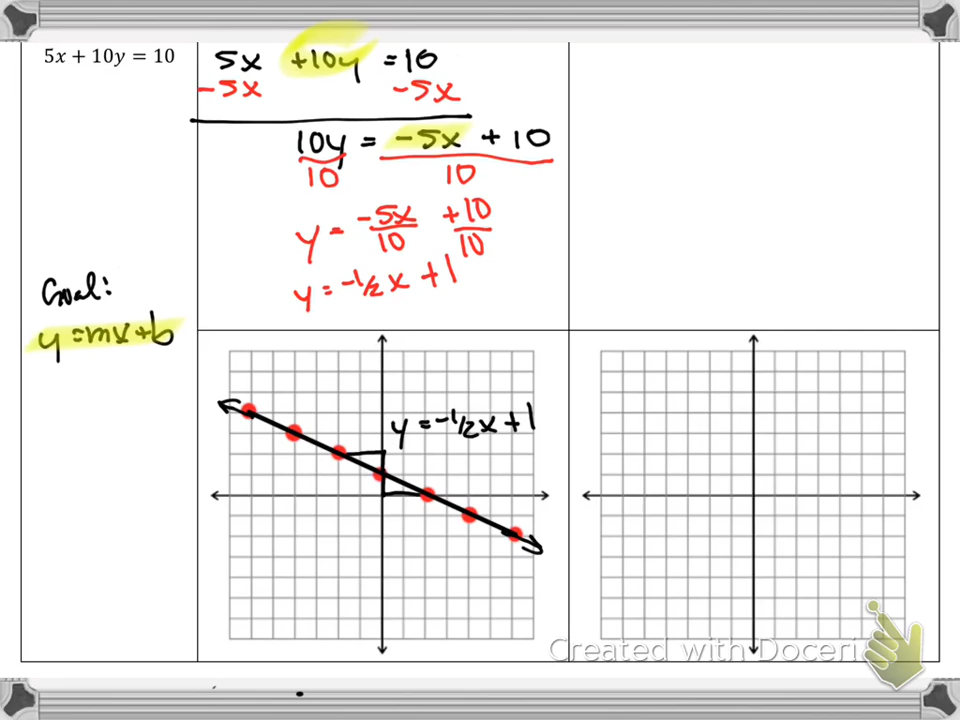 5x + 10y = 10
5x +10y = 10
-5x -5x
10y = -5x + 10
10 10
y = -5x/10 +10/10
y = -1/2x + 1
Goal:
y = mx + b
y = -1/2x + 1
Created with Doceri